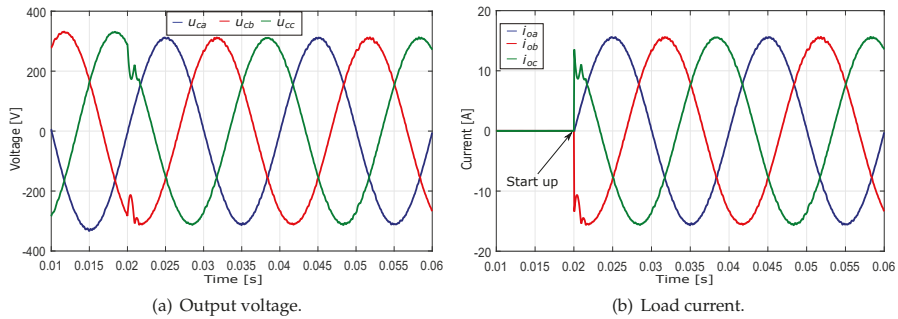 u_ca u_cb u_cc
400
200
0
-200
-400
Voltage [V]
0.01 0.015 0.02 0.025 0.03 0.035 0.04 0.045 0.05 0.055 0.06
Time [s]
(a) Output voltage.
i_oa
i_ob
i_oc
20
10
0
-10
-20
Current [A]
Start up
0.01 0.015 0.02 0.025 0.03 0.035 0.04 0.045 0.05 0.055 0.06
Time [s]
(b) Load current.